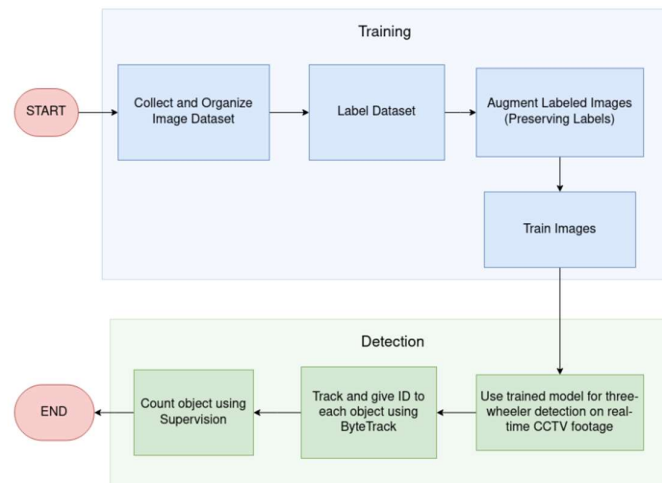 Training
START
Collect and Organize
Image Dataset
Label Dataset
Augment Labeled Images
(Preserving Labels)
Train Images
Detection
END
Count object using
Supervision
Track and give ID to
each object using
ByteTrack
Use trained model for three-
wheeler detection on real-
time CCTV footage